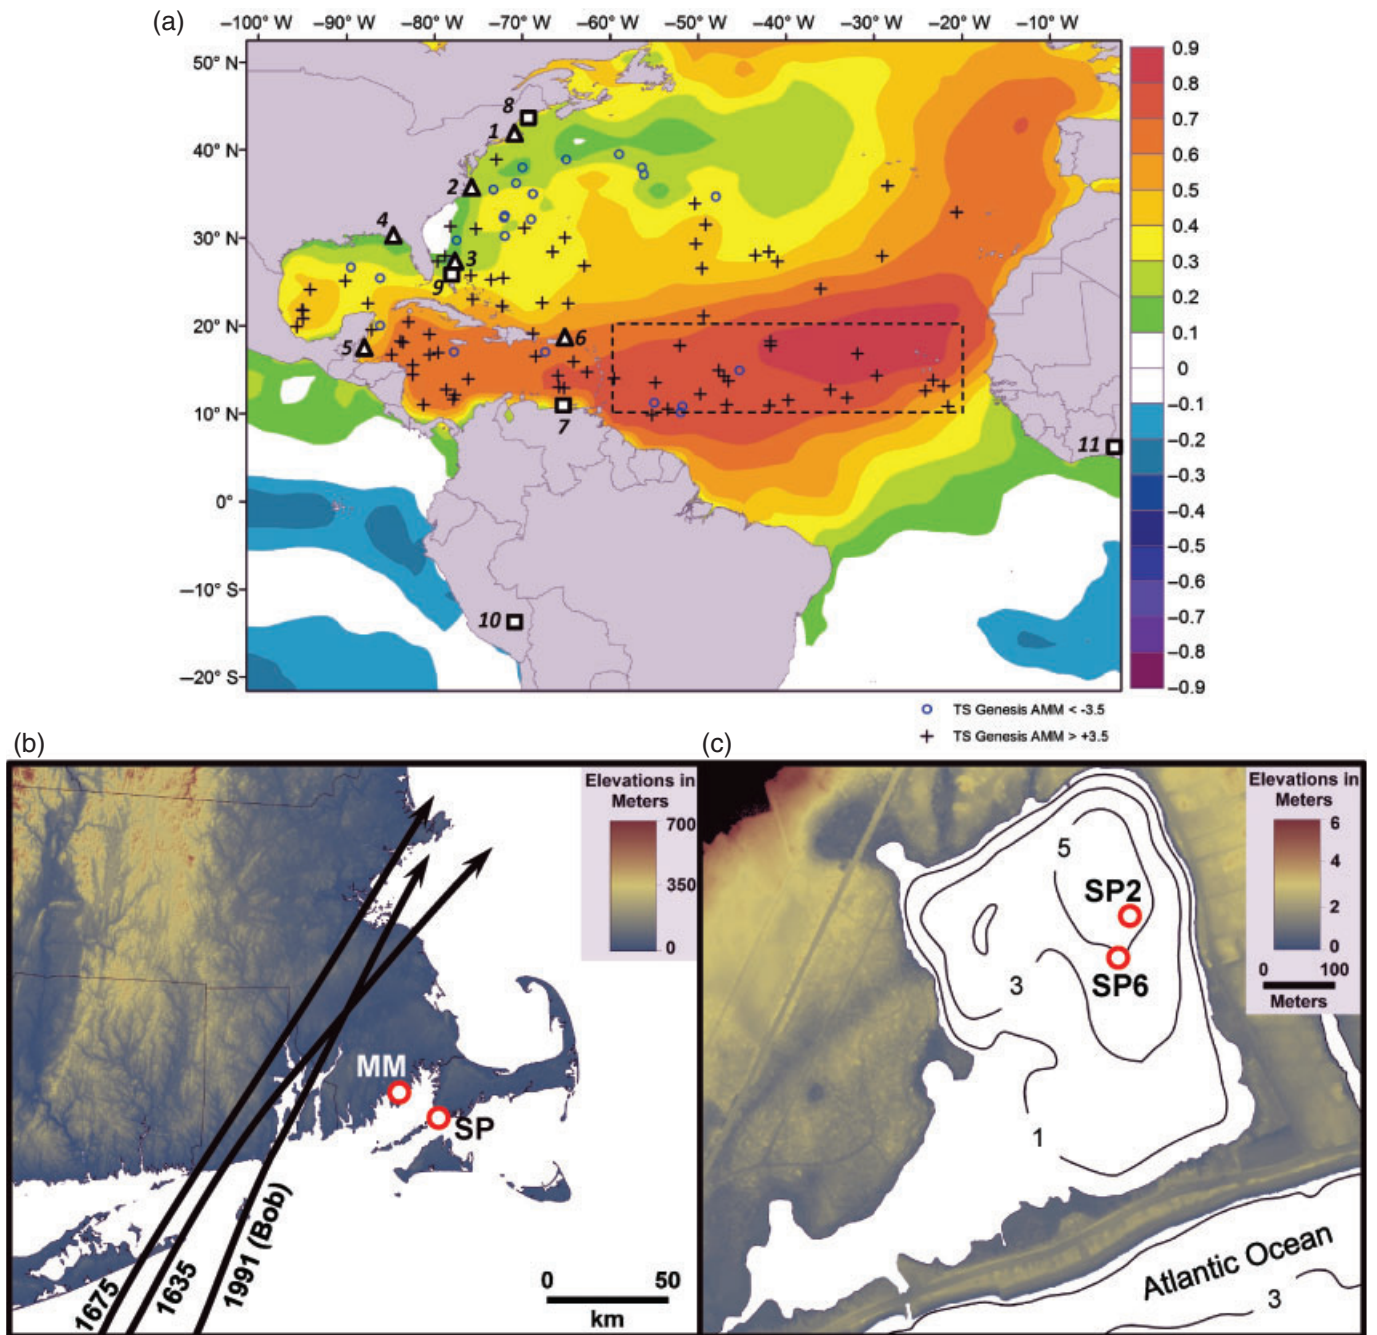 (a)
−100° W −90° W −80° W −70° W −60° W −50° W −40° W −30° W −20° W −10° W
50° N
40° N
30° N
20° N
10° N
0°
−10° S
−20° S
8
1
2
4
3
9
5
6
7
11
10
0.9
0.8
0.7
0.6
0.5
0.4
0.3
0.2
0.1
0
−0.1
−0.2
−0.3
−0.4
−0.5
−0.6
−0.7
−0.8
−0.9
TS Genesis AMM < -3.5
TS Genesis AMM > +3.5
(b)
Elevations in
Meters
700
350
0
MM
SP
1675
1635
1991 (Bob)
0 50
km
(c)
Elevations in
Meters
6
4
2
0
0 100
Meters
5
SP2
SP6
3
1
Atlantic Ocean
3